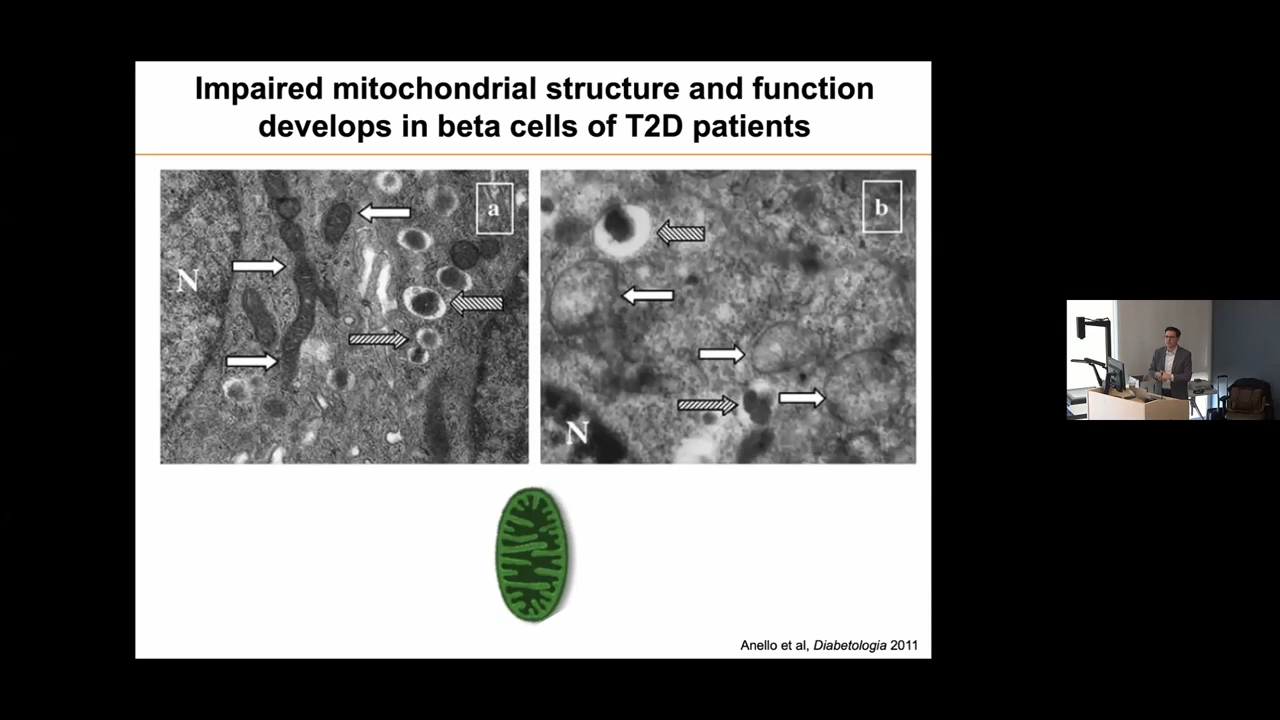 Impaired mitochondrial structure and function
develops in beta cells of T2D patients
a
N
b
N
Anello et al, Diabetologia 2011